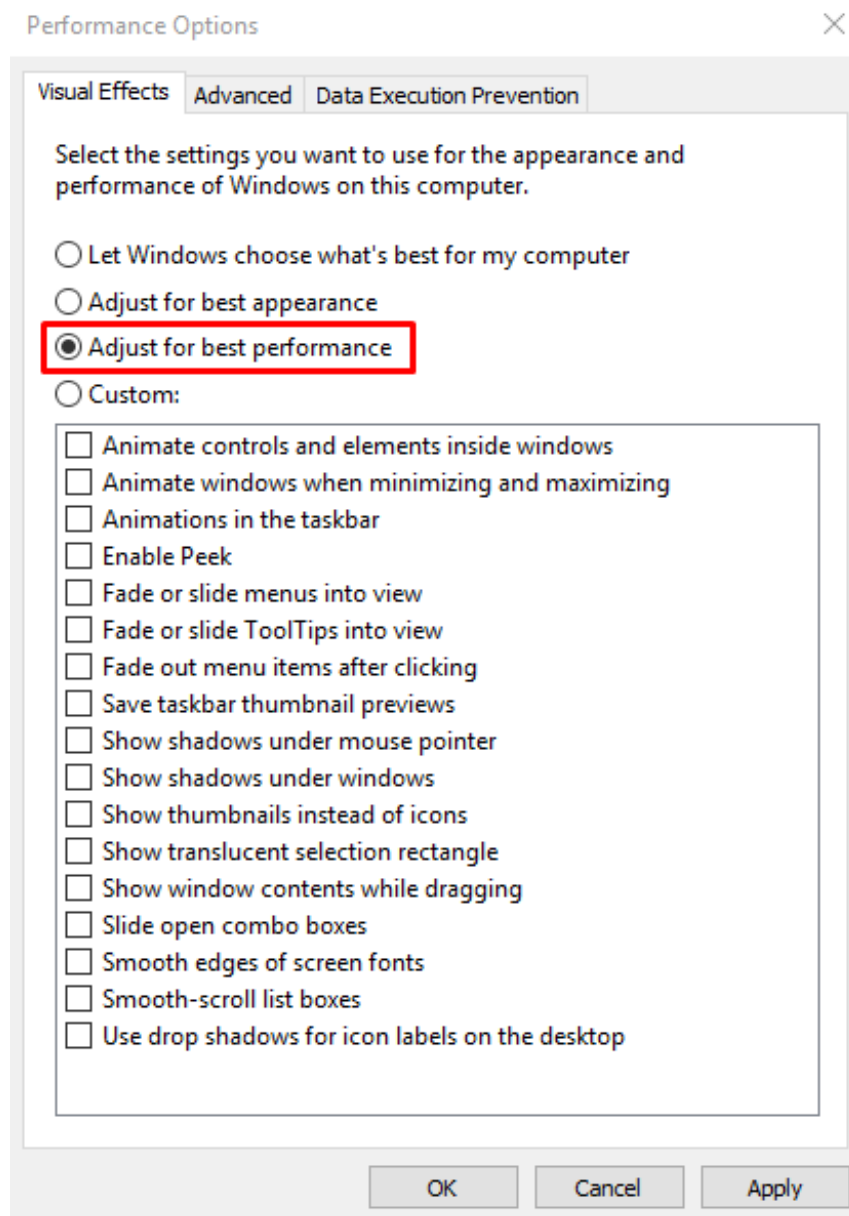 Performance Options
Visual Effects
Advanced
Data Execution Prevention
Select the settings you want to use for the appearance and
performance of Windows on this computer.
Let Windows choose what's best for my computer
Adjust for best appearance
Adjust for best performance
Custom:
Animate controls and elements inside windows
Animate windows when minimizing and maximizing
Animations in the taskbar
Enable Peek
Fade or slide menus into view
Fade or slide ToolTips into view
Fade out menu items after clicking
Save taskbar thumbnail previews
Show shadows under mouse pointer
Show shadows under windows
Show thumbnails instead of icons
Show translucent selection rectangle
Show window contents while dragging
Slide open combo boxes
Smooth edges of screen fonts
Smooth-scroll list boxes
Use drop shadows for icon labels on the desktop
OK
Cancel
Apply